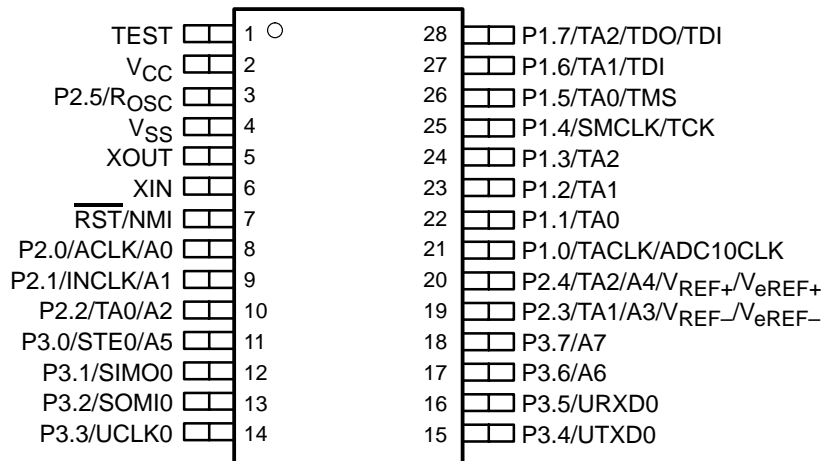 TEST 1 28 P1.7/TA2/TDO/TDI
VCC 2 27 P1.6/TA1/TDI
P2.5/ROSC 3 26 P1.5/TA0/TMS
VSS 4 25 P1.4/SMCLK/TCK
XOUT 5 24 P1.3/TA2
XIN 6 23 P1.2/TA1
RST/NMI 7 22 P1.1/TA0
P2.0/ACLK/A0 8 21 P1.0/TACLK/ADC10CLK
P2.1/INCLK/A1 9 20 P2.4/TA2/A4/VREF+/VeREF+
P2.2/TA0/A2 10 19 P2.3/TA1/A3/VREF–/VeREF–
P3.0/STE0/A5 11 18 P3.7/A7
P3.1/SIMO0 12 17 P3.6/A6
P3.2/SOMI0 13 16 P3.5/URXD0
P3.3/UCLK0 14 15 P3.4/UTXD0